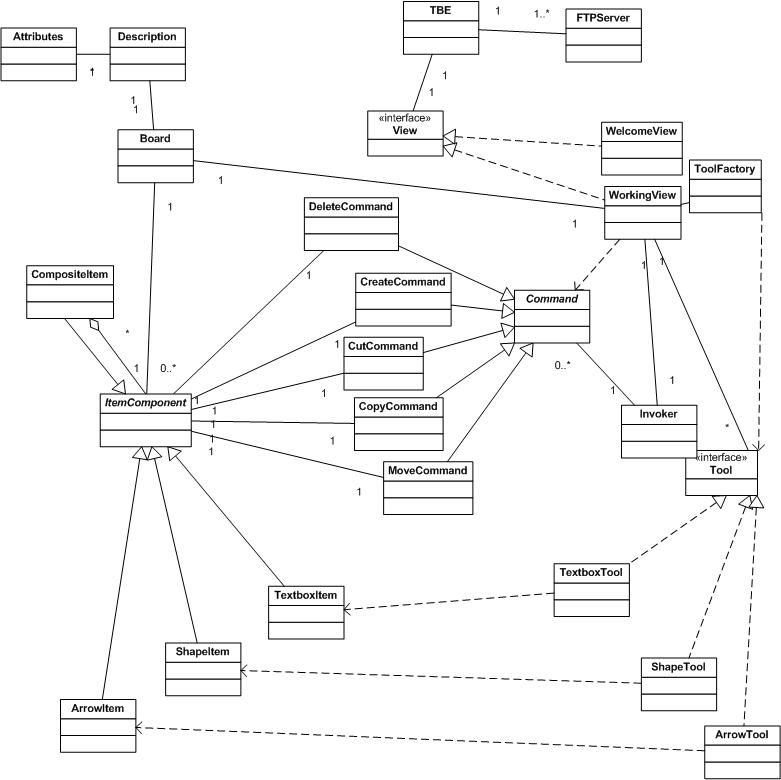 TBE
1
1..*
FTPServer
Attributes
Description
*
1
1
1
1
«interface»
View
WelcomeView
Board
ToolFactory
WorkingView
1
1
1
DeleteCommand
CompositeItem
1
CreateCommand
1
1
Command
*
1
0..*
1
CutCommand
0..*
1
1
1
1
1
1
1
CopyCommand
1
1
Invoker
*
ItemComponent
MoveCommand
1
«interface»
Tool
TextboxItem
TextboxTool
ShapeItem
ShapeTool
ArrowItem
ArrowTool